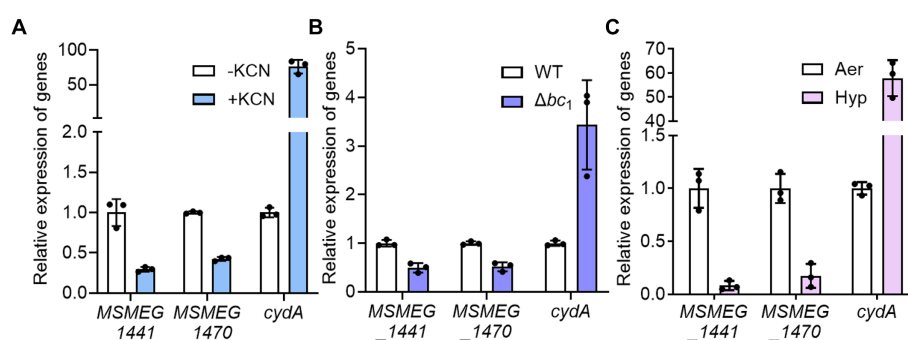 A
Relative expression of genes
100
50
2.0
1.5
1.0
0.5
0.0
-KCN
+KCN
MSMEG
1441
MSMEG
1470
cydA
B
Relative expression of genes
5
4
3
2
1
0
WT
Δbc1
MSMEG
_1441
MSMEG
_1470
cydA
C
Relative expression of genes
70
60
50
40
1.5
1.0
0.5
0.0
Aer
Hyp
MSMEG
_1441
MSMEG
_1470
cydA